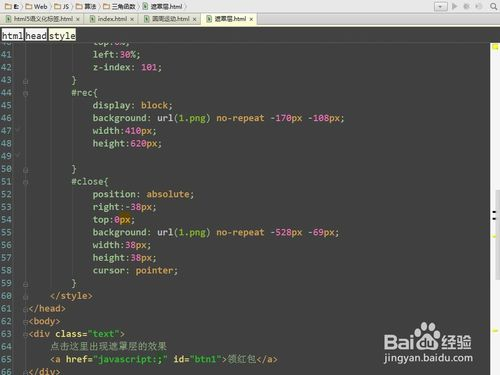 E: Web JS 算法 三角函数 遮罩层.html
html5语义化标签.html index.html 圆周运动.html 遮罩层.html
html head style
41 left:30%;
42 z-index: 101;
43 }
44 #rec{
45 display: block;
46 background: url(1.png) no-repeat -170px -108px;
47 width:410px;
48 height:620px;
49
50 }
51 #close{
52 position: absolute;
53 right:-38px;
54 top:0px;
55 background: url(1.png) no-repeat -528px -69px;
56 width:38px;
57 height:38px;
58 cursor: pointer;
59 }
60 </style>
61 </head>
62 <body>
63 <div class="text">
64 点击这里出现遮罩层的效果
65 <a href="javascript:;" id="btn1">领红包</a>
66 </div>
Baidu 经验
jingyan.baidu.com